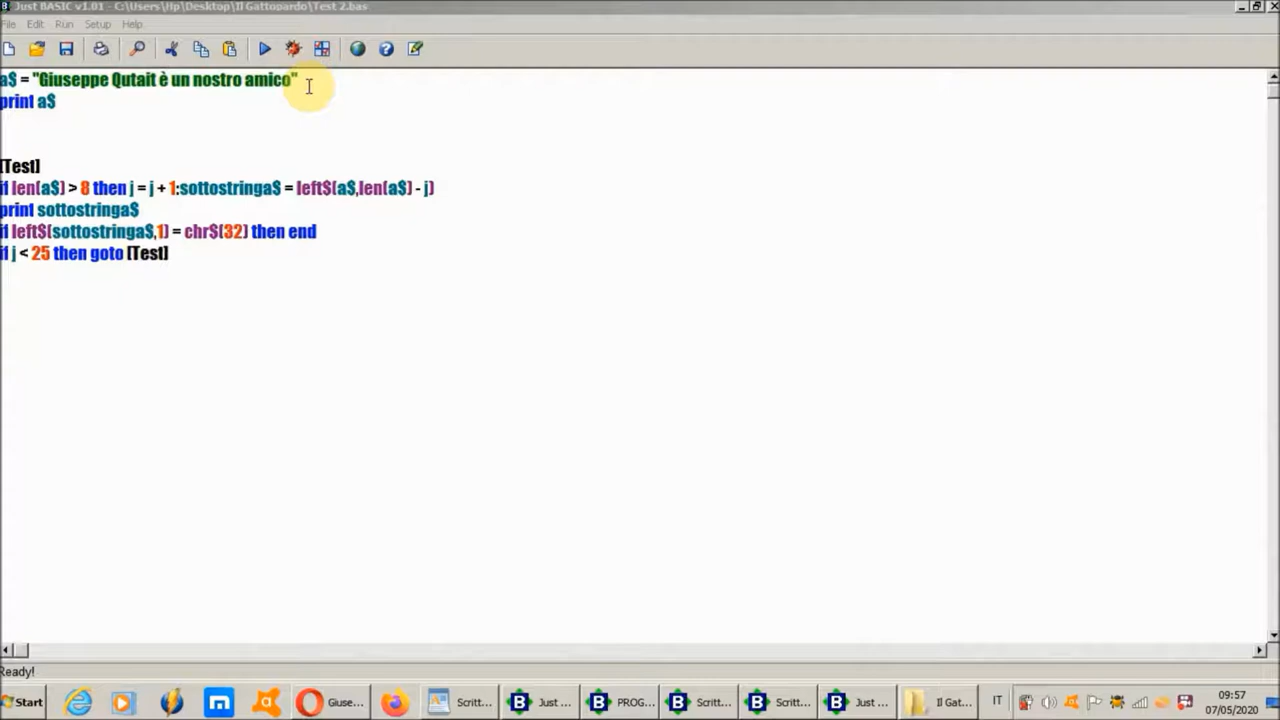 Just BASIC v1.01 - C:\Users\Hp\Desktop\Il Gattopardo\Test 2.bas
File Edit Run Setup Help
a$ = "Giuseppe Qutait è un nostro amico"
print a$
[Test]
if len(a$) > 8 then j = j + 1:sottostringa$ = left$(a$,len(a$) - j)
print sottostringa$
if left$(sottostringa$,1) = chr$(32) then end
if j < 25 then goto [Test]
Ready!
Start Giuse... Scritt... Just ... PROG... Scritt... Scritt... Just ... Il Gat... IT 09:57
07/05/2020